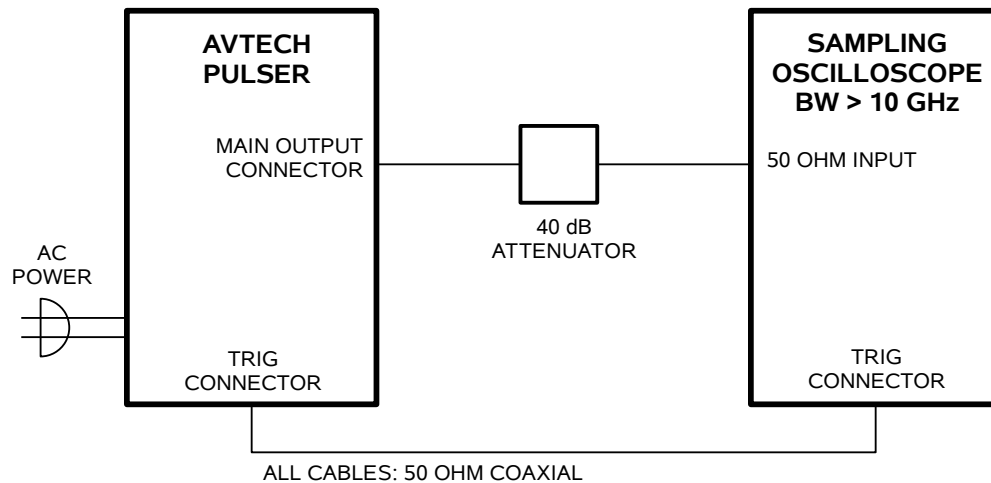 AVTECH
PULSER
MAIN OUTPUT
CONNECTOR
AC
POWER
TRIG
CONNECTOR
40 dB
ATTENUATOR
SAMPLING
OSCILLOSCOPE
BW > 10 GHz
50 OHM INPUT
TRIG
CONNECTOR
ALL CABLES: 50 OHM COAXIAL